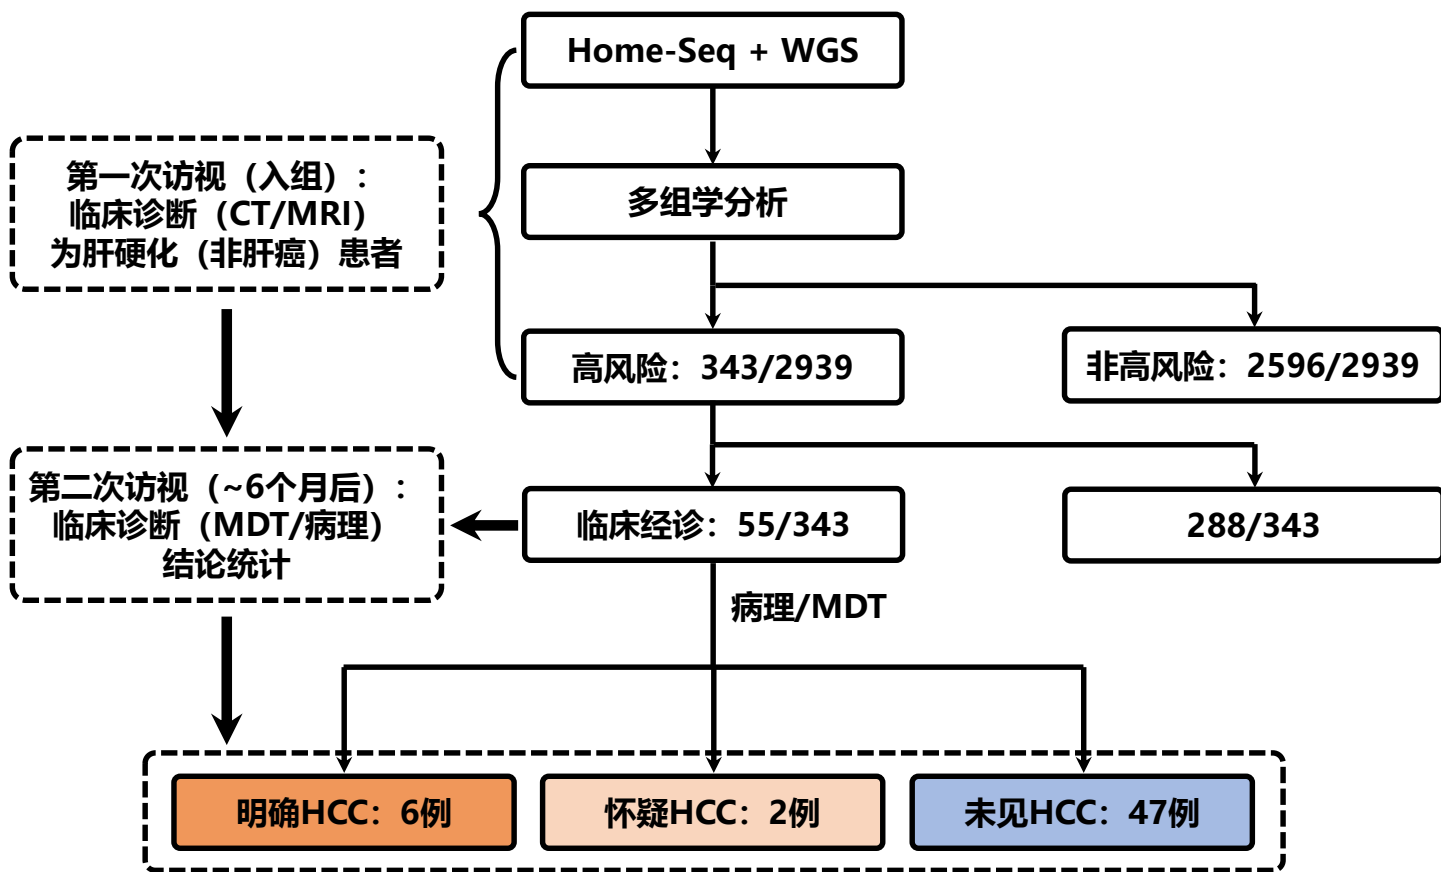 Home-Seq + WGS
第一次访视（入组）：
临床诊断（CT/MRI）
为肝硬化（非肝癌）患者
多组学分析
高风险：343/2939
非高风险：2596/2939
第二次访视（~6个月后）：
临床诊断（MDT/病理）
结论统计
临床经诊：55/343
288/343
病理/MDT
明确HCC：6例
怀疑HCC：2例
未见HCC：47例